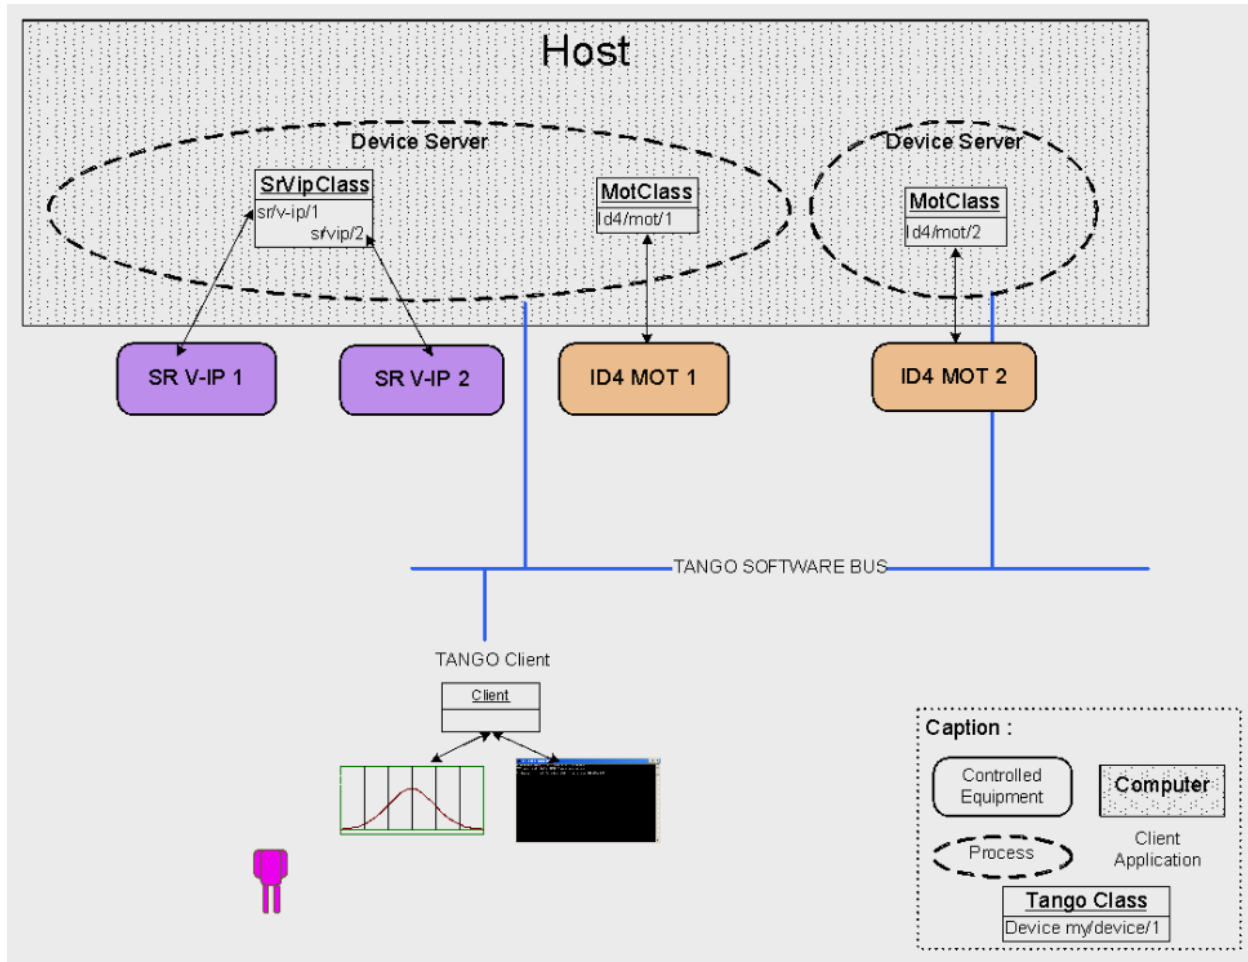 Host
Device Server
Device Server
SrVipClass
sr/v-ip/1
sr/vip/2
MotClass
Id4/mot/1
MotClass
Id4/mot/2
SR V-IP 1
SR V-IP 2
ID4 MOT 1
ID4 MOT 2
TANGO SOFTWARE BUS
TANGO Client
Client
Caption :
Controlled
Equipment
Computer
Process
Client
Application
Tango Class
Device my/device/1